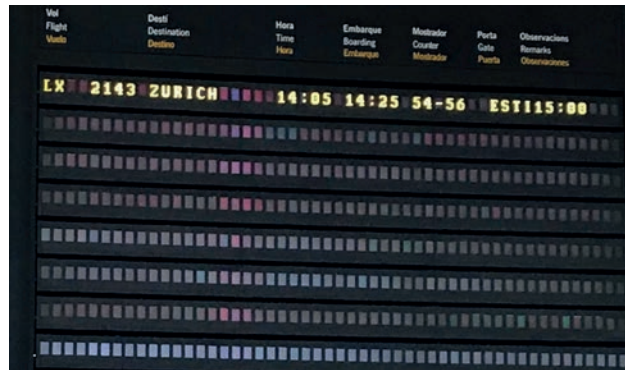 Vol Destí Hora Embarque Mostrador Porta Observacions
Flight Destination Time Boarding Counter Gate Remarks
Vuelo Destino Hora Embarque Mostrador Puerta Observaciones
LX 2143 ZURICH 14:05 14:25 54-56 ESTI15:00